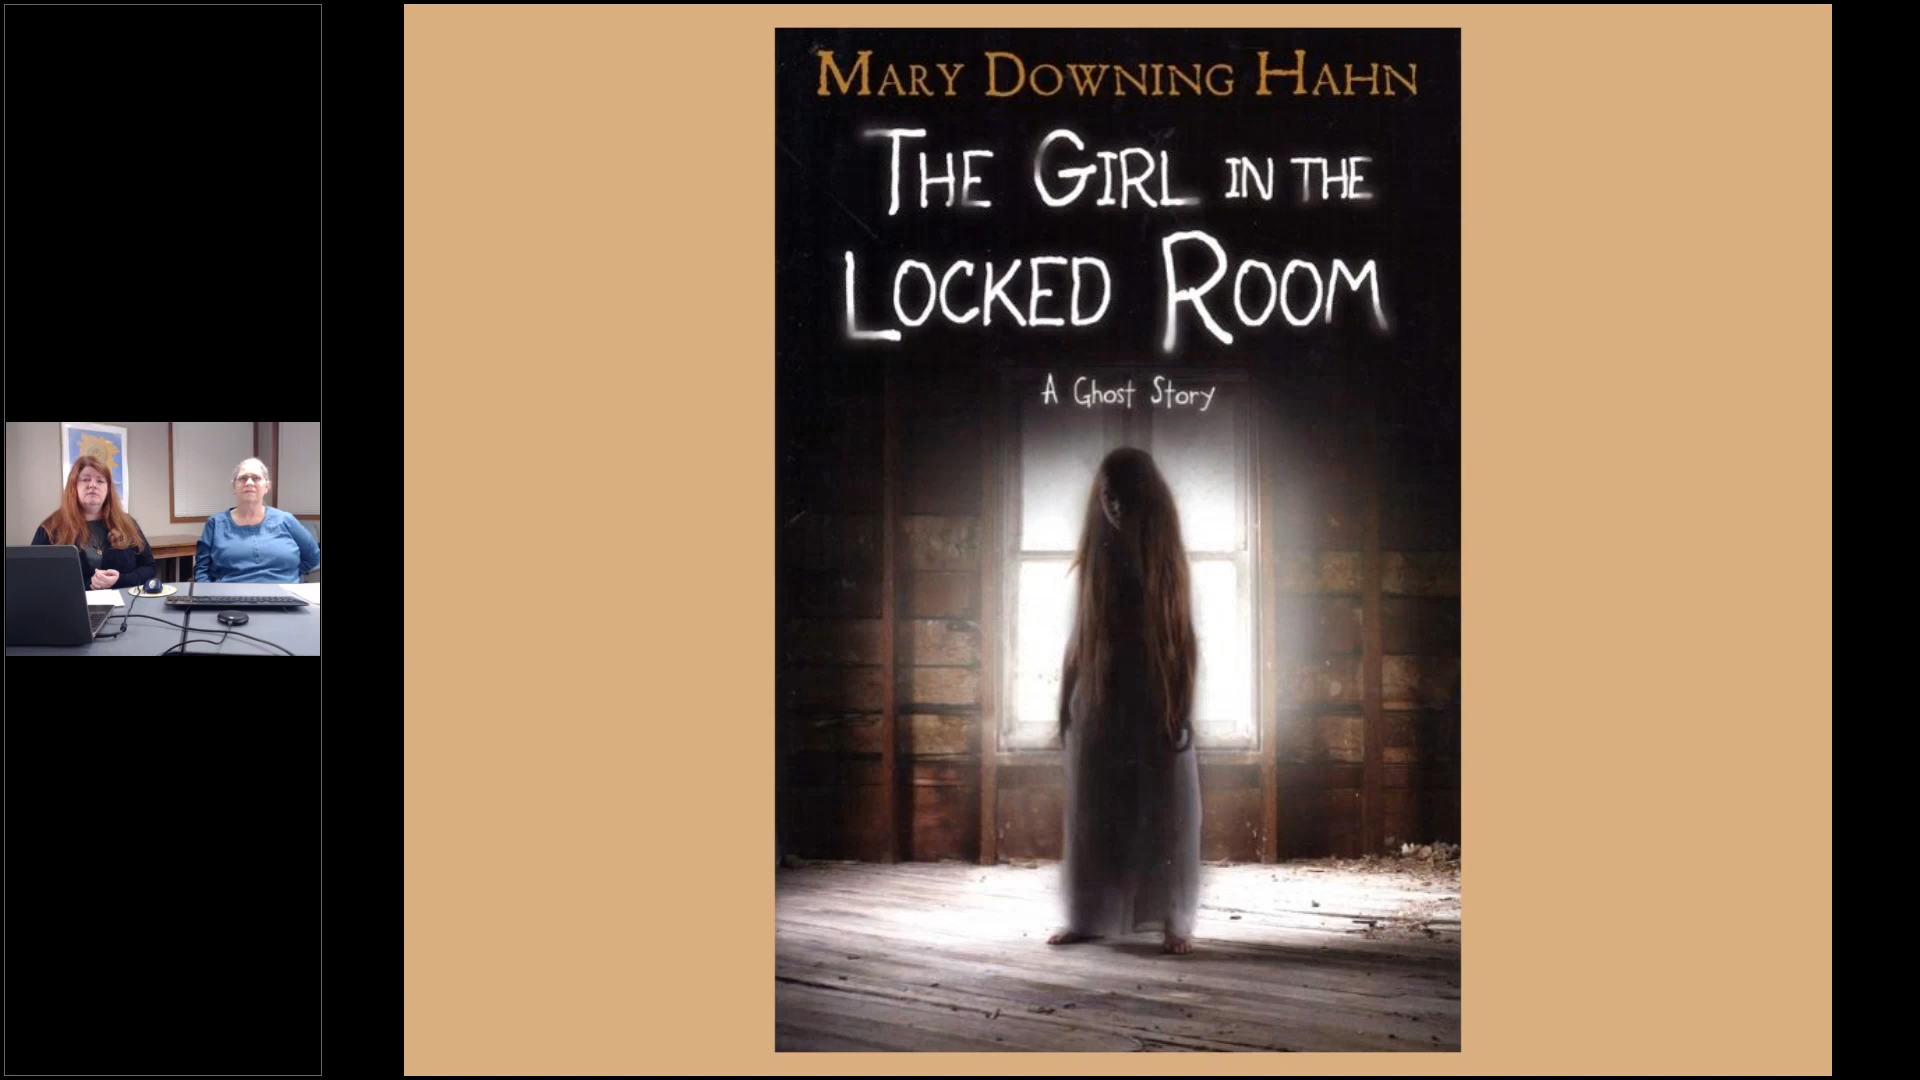 MARY DOWNING HAHN
THE GIRL IN THE
LOCKED ROOM
A Ghost Story